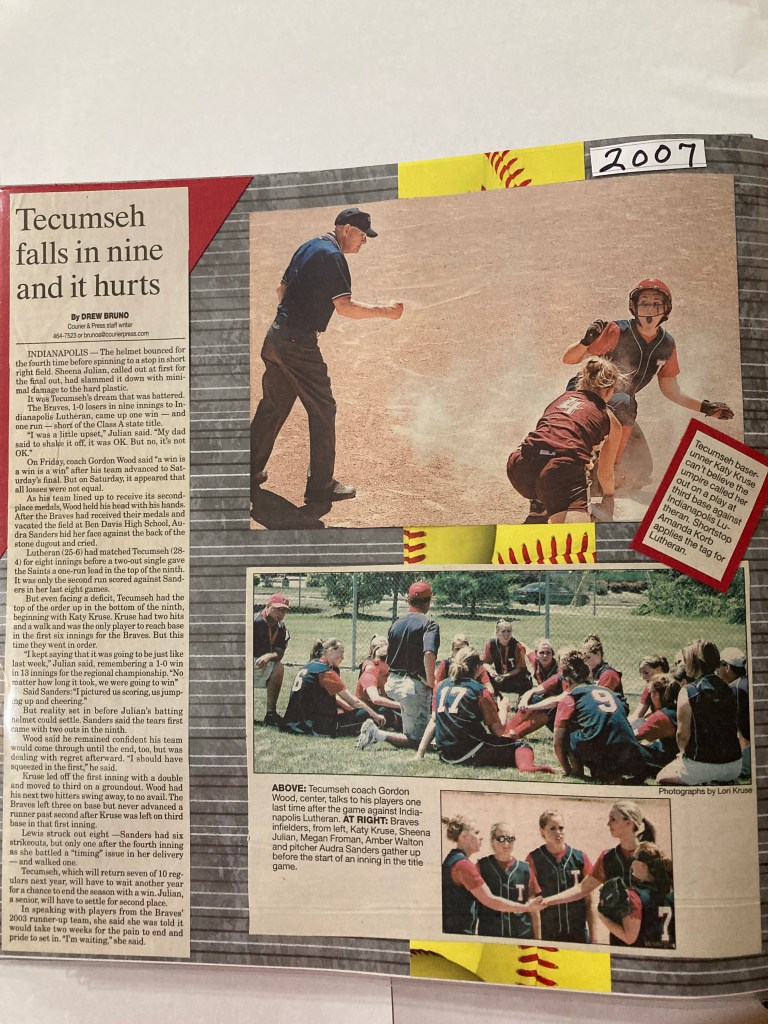 2007
Tecumseh
falls in nine
and it hurts
By DREW BRUNO
Courier & Press staff writer
464-7523 or brunoa@courierpress.com
INDIANAPOLIS — The helmet bounced for
the fourth time before spinning to a stop in short
right field. Sheena Julian, called out at first for
the final out, had slammed it down with mini-
mal damage to the hard plastic.
It was Tecumseh's dream that was battered.
The Braves, 1-0 losers in nine innings to In-
dianapolis Lutheran, came up one win — and
one run — short of the Class A state title.
"I was a little upset," Julian said. "My dad
said to shake it off, it was OK. But no, it's not
OK."
On Friday, coach Gordon Wood said "a win is
a win is a win" after his team advanced to Sat-
urday's final. But on Saturday, it appeared that
all losses were not equal.
As his team lined up to receive its second-
place medals, Wood held his head with his hands.
After the Braves had received their medals and
vacated the field at Ben Davis High School, Au-
dra Sanders hid her face against the back of the
stone dugout and cried.
Lutheran (25-6) had matched Tecumseh (28-
4) for eight innings before a two-out single gave
the Saints a one-run lead in the top of the ninth.
It was only the second run scored against Sand-
ers in her last eight games.
But even facing a deficit, Tecumseh had the
top of the order up in the bottom of the ninth,
beginning with Katy Kruse. Kruse had two hits
and a walk and was the only player to reach base
in the first six innings for the Braves. But this
time they went in order.
"I kept saying that it was going to be just like
last week," Julian said, remembering a 1-0 win
in 13 innings for the regional championship. "No
matter how long it took, we were going to win."
Said Sanders: "I pictured us scoring, us jump-
ing up and cheering."
But reality set in before Julian's batting
helmet could settle. Sanders said the tears first
came with two outs in the ninth.
Wood said he remained confident his team
would come through until the end, too, but was
dealing with regret afterward. "I should have
squeezed in the first," he said.
Kruse led off the first inning with a double
and moved to third on a groundout. Wood had
his next two hitters swing away, to no avail. The
Braves left three on base but never advanced a
runner past second after Kruse was left on third
base in that first inning.
Lewis struck out eight —Sanders had six
strikeouts, but only one after the fourth inning
as she battled a "timing" issue in her delivery
— and walked one.
Tecumseh, which will return seven of 10 reg-
ulars next year, will have to wait another year
for a chance to end the season with a win. Julian,
a senior, will have to settle for second place.
In speaking with players from the Braves'
2003 runner-up team, she said she was told it
would take two weeks for the pain to end and
pride to set in. "I'm waiting," she said.
Tecumseh baser-
unner Katy Kruse
can't believe the
umpire called her
out on a play at
third base against
Indianapolis Lu-
theran. Shortstop
Amanda Korb
applies the tag for
Lutheran.
17
9
Photographs by Lori Kruse
ABOVE: Tecumseh coach Gordon
Wood, center, talks to his players one
last time after the game against India-
napolis Lutheran. AT RIGHT: Braves
infielders, from left, Katy Kruse, Sheena
Julian, Megan Froman, Amber Walton
and pitcher Audra Sanders gather up
before the start of an inning in the title
game.
T
T
7